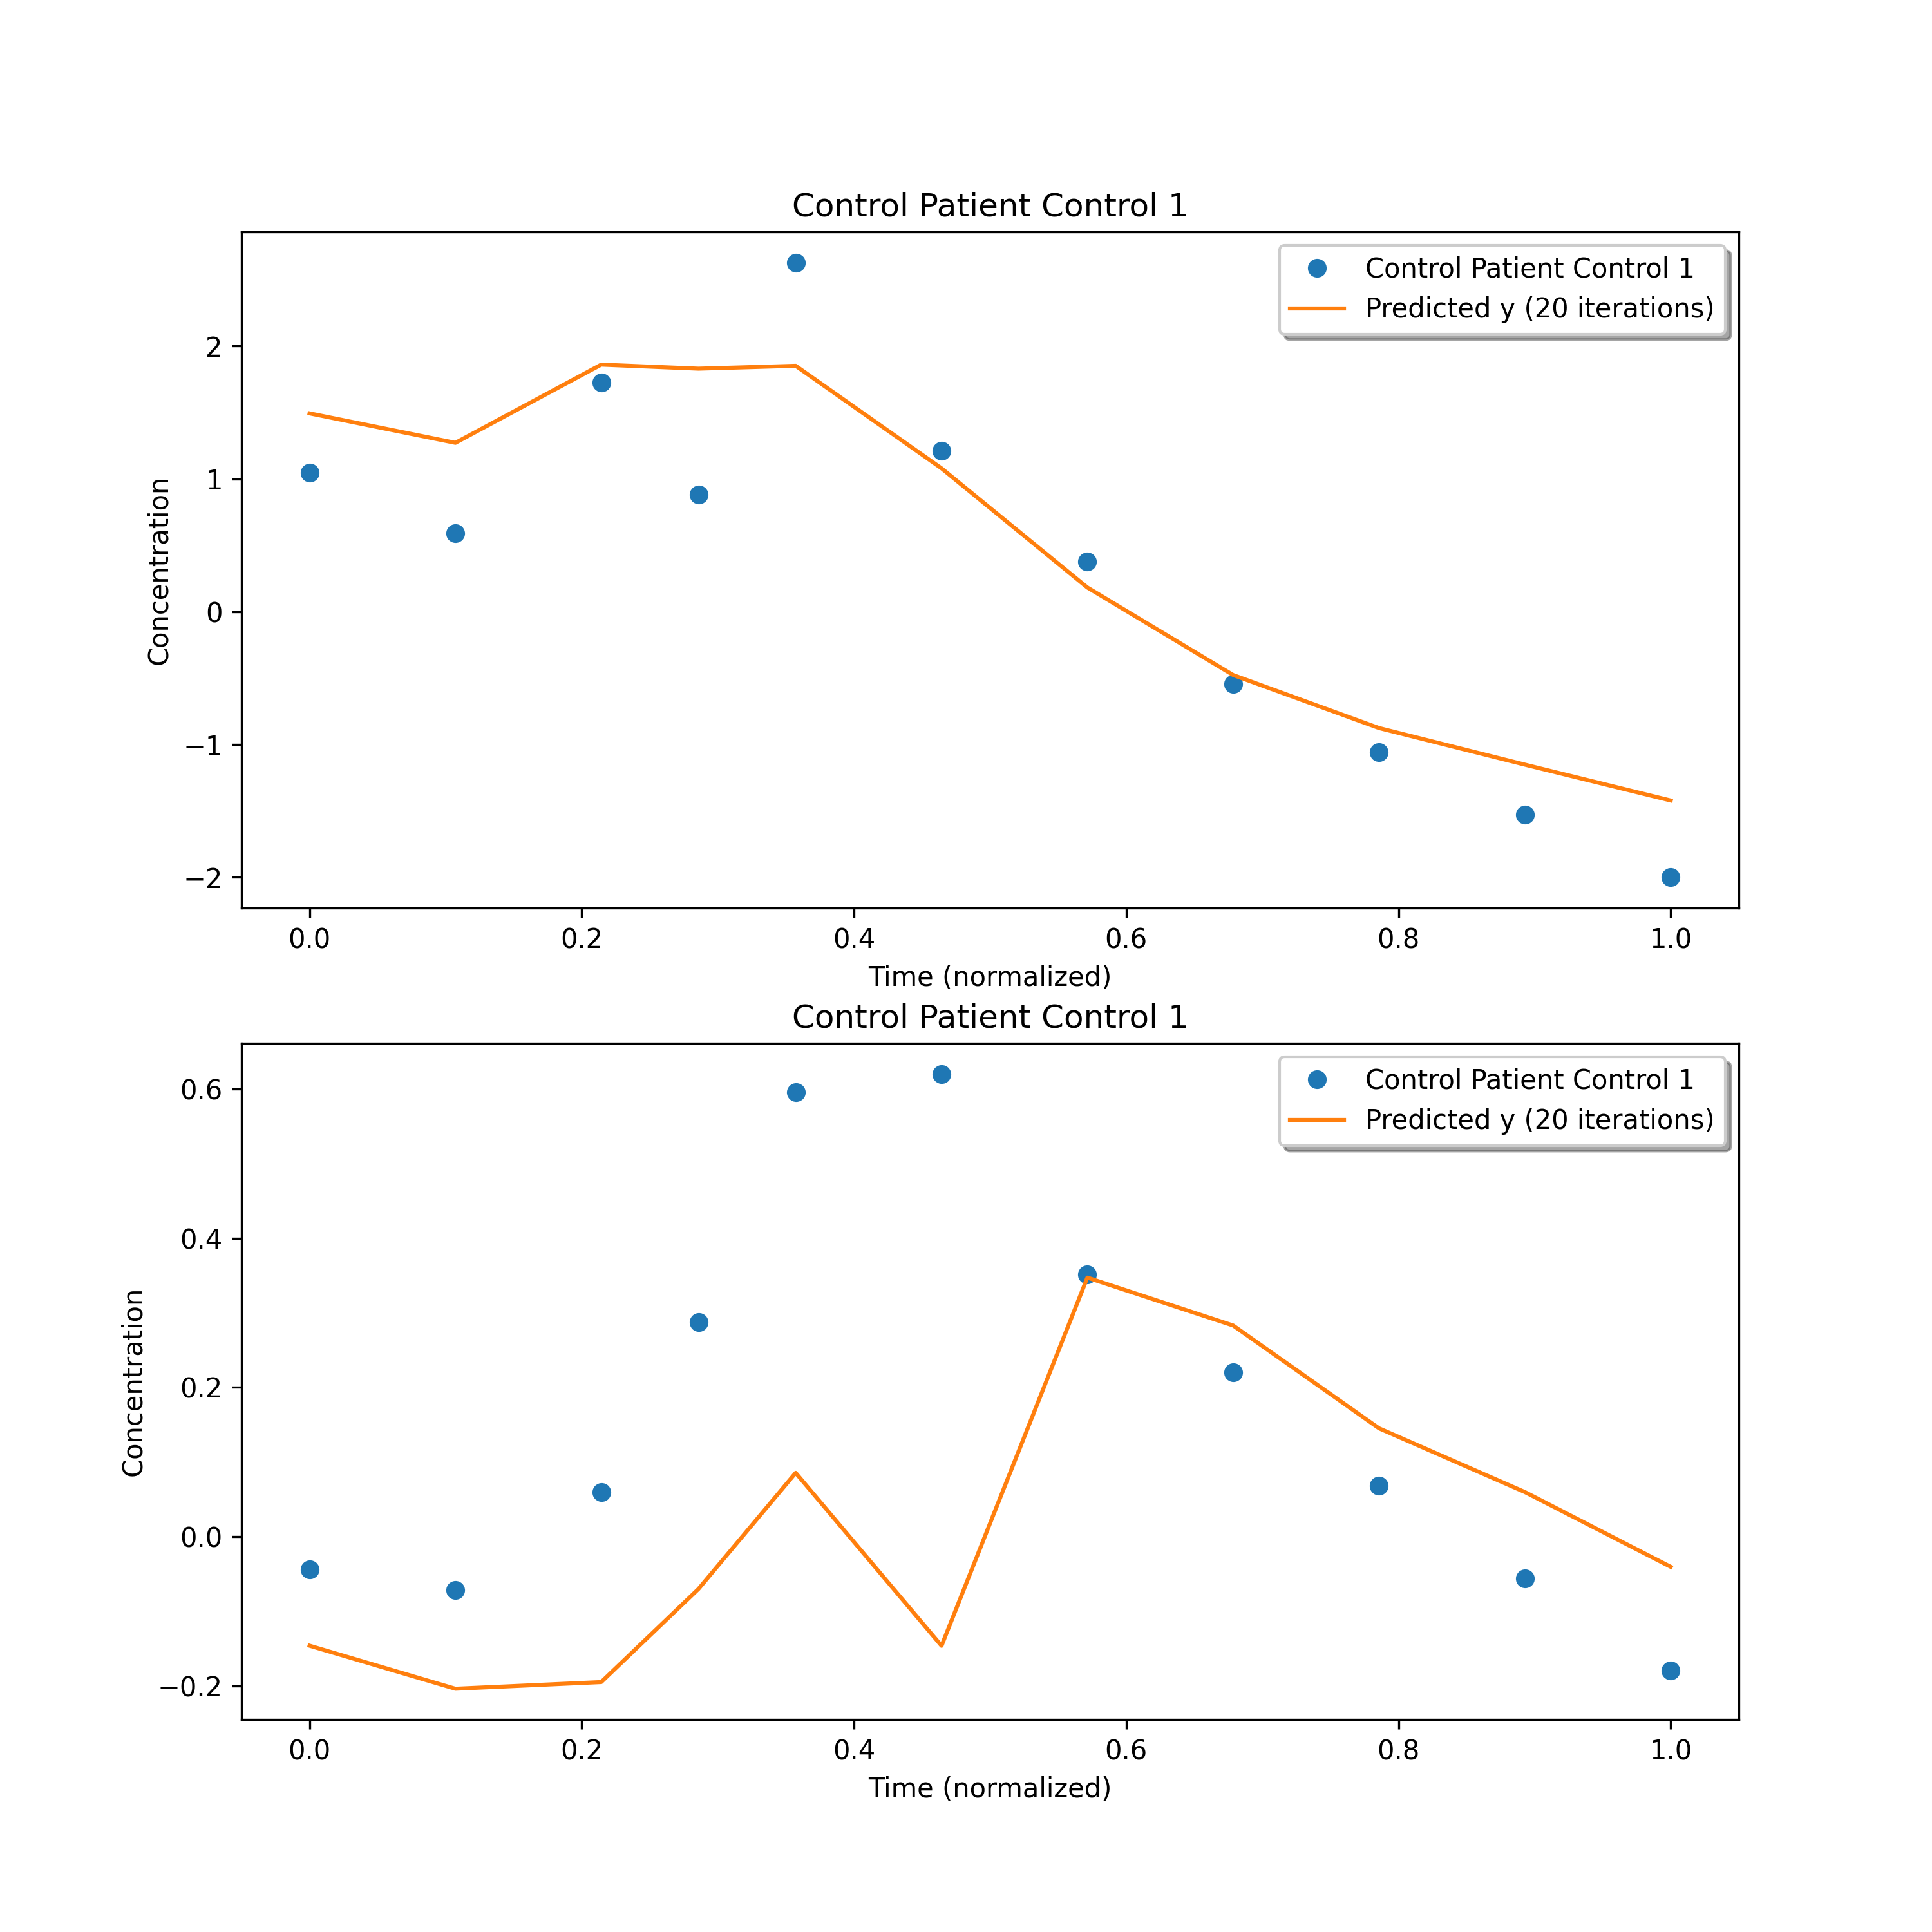 Control Patient Control 1
Control Patient Control 1
Predicted y (20 iterations)
Concentration
2
1
0
−1
−2
0.0 0.2 0.4 0.6 0.8 1.0
Time (normalized)
Control Patient Control 1
Control Patient Control 1
Predicted y (20 iterations)
Concentration
0.6
0.4
0.2
0.0
−0.2
0.0 0.2 0.4 0.6 0.8 1.0
Time (normalized)